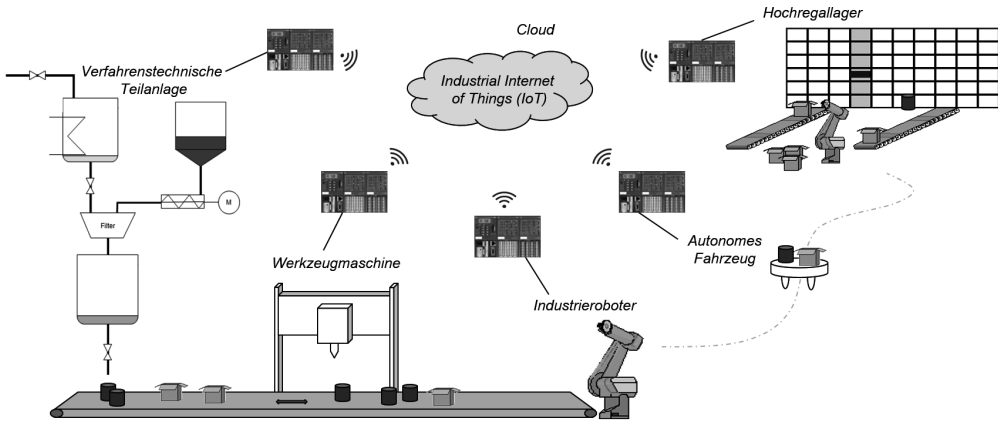 Hochregallager
Cloud
Verfahrenstechnische
Teilanlage
Industrial Internet
of Things (IoT)
M
Filter
Werkzeugmaschine
Autonomes
Fahrzeug
Industrieroboter